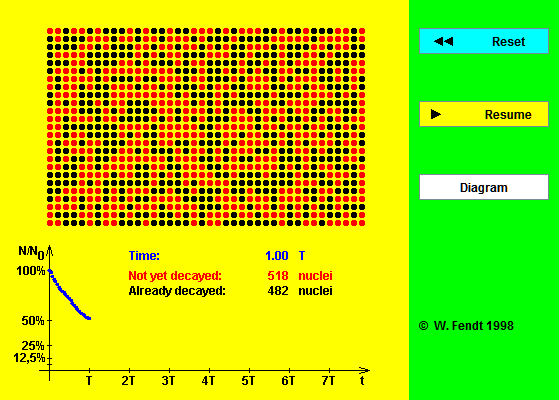 Reset
Resume
Diagram
© W. Fendt 1998
N/N0
100%
50%
25%
12,5%
Time: 1.00 T
Not yet decayed: 518 nuclei
Already decayed: 482 nuclei
T 2T 3T 4T 5T 6T 7T t